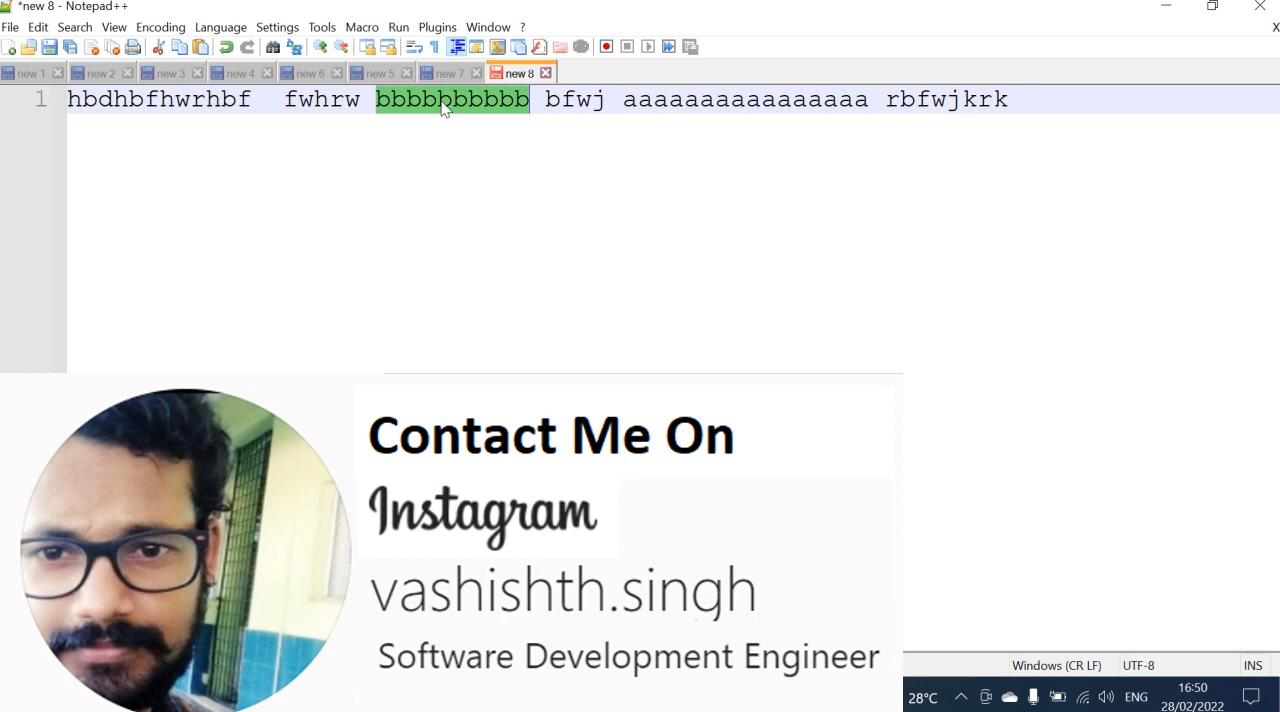 *new 8 - Notepad++
File Edit Search View Encoding Language Settings Tools Macro Run Plugins Window ? X
new 1 new 2 new 3 new 4 new 6 new 5 new 7 new 8
1 hbdhbfhwrhbf  fwhrw bbbbbbbbbb bfwj aaaaaaaaaaaaaaaa rbfwjkrk
Contact Me On
Instagram
vashishth.singh
Software Development Engineer
Windows (CR LF) UTF-8 INS
28°C ENG 16:50
28/02/2022